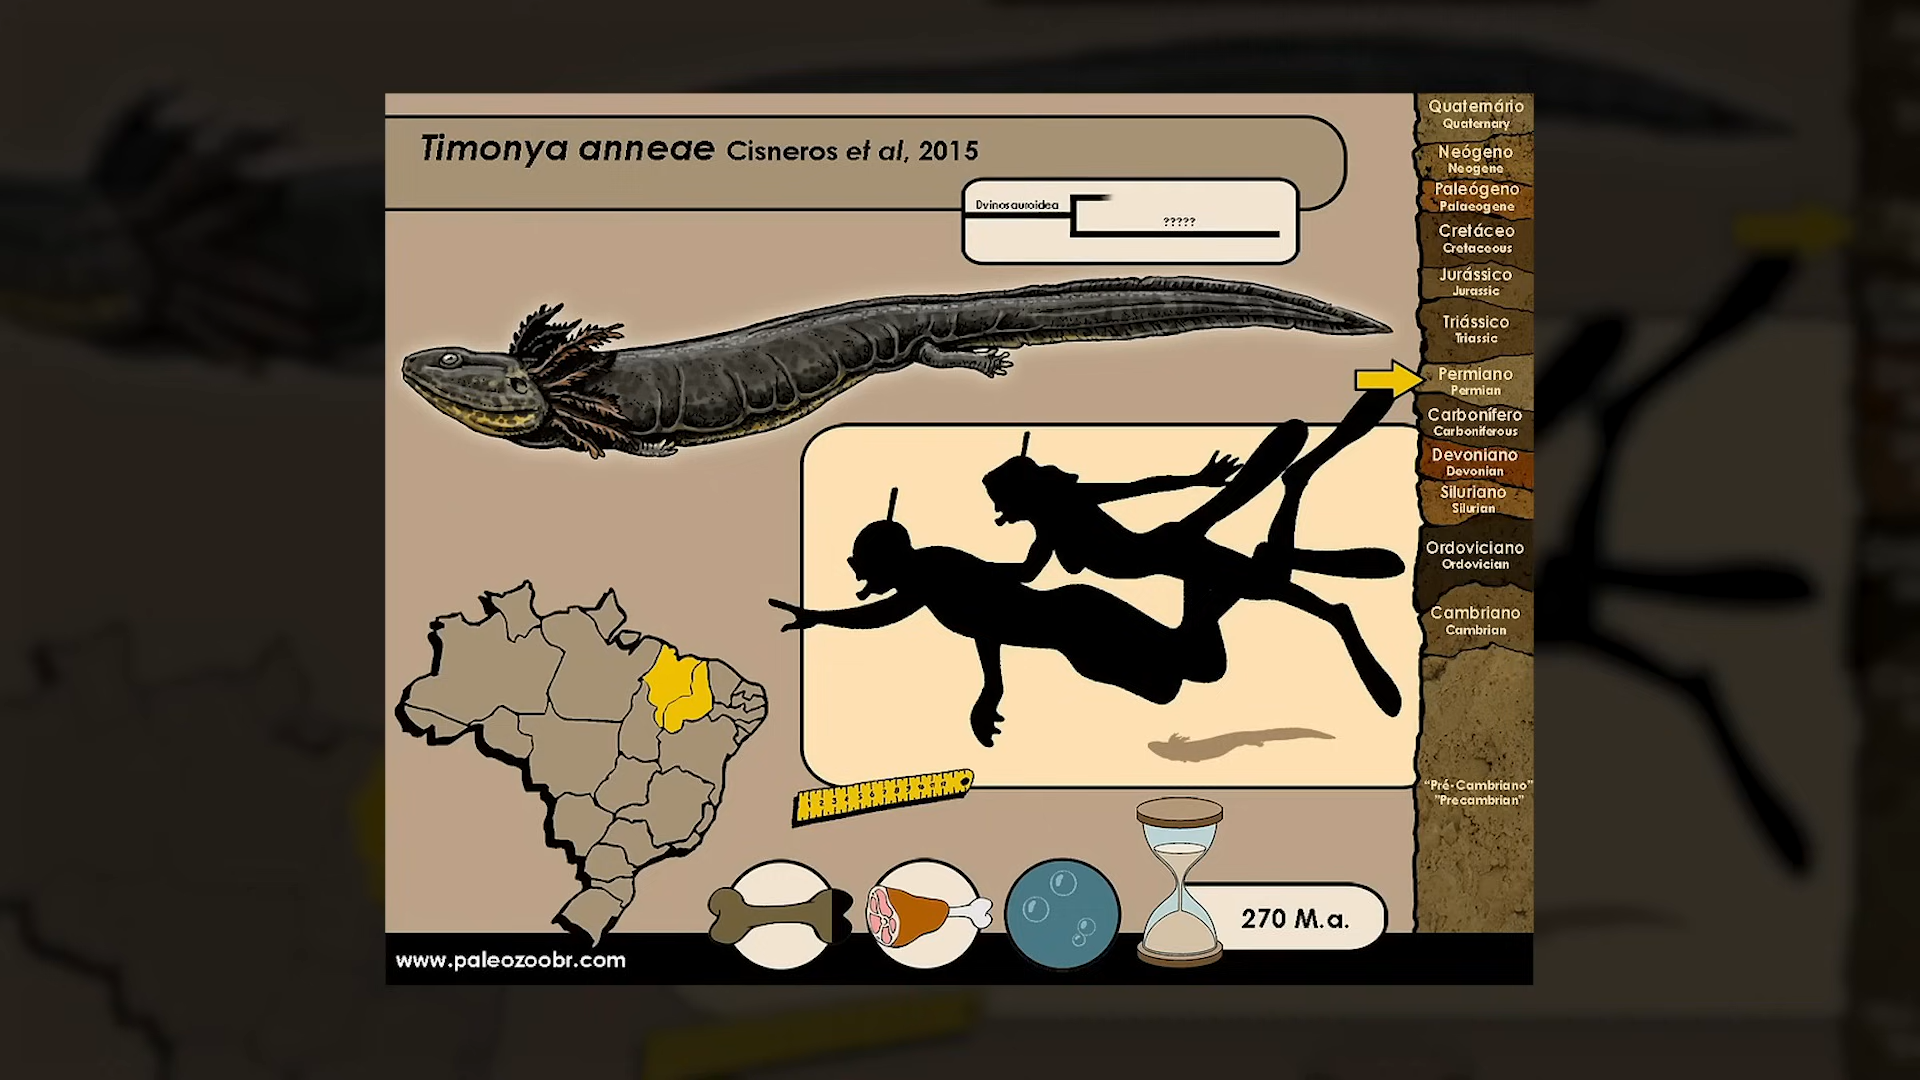 Timonya anneae Cisneros et al, 2015
Dvinosauroidea
?????
Quaternário
Quaternary
Neógeno
Neogene
Paleógeno
Palaeogene
Cretáceo
Cretaceous
Jurássico
Jurassic
Triássico
Triassic
Permiano
Permian
Carbonífero
Carboniferous
Devoniano
Devonian
Siluriano
Silurian
Ordoviciano
Ordovician
Cambriano
Cambrian
“Pré-Cambriano”
”Precambrian”
270 M.a.
www.paleozoobr.com